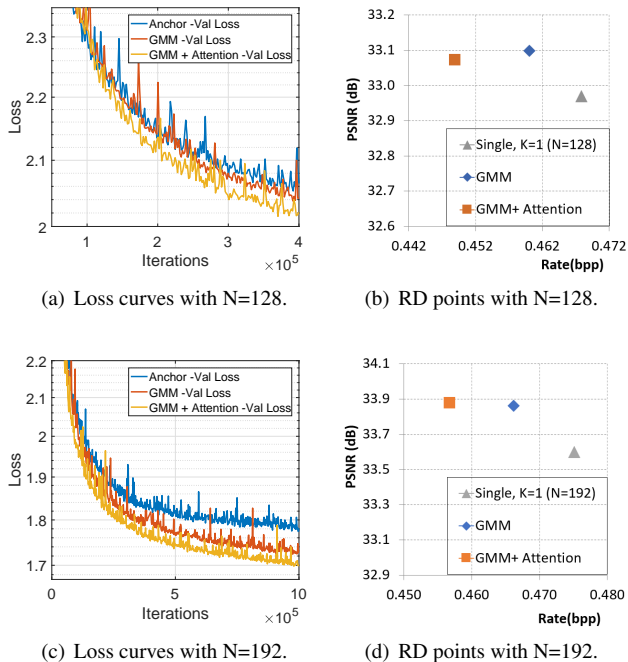 2.3
2.2
2.1
2
Loss
Anchor -Val Loss
GMM -Val Loss
GMM + Attention -Val Loss
1
2
3
4
Iterations
×10^5
(a) Loss curves with N=128.
33.2
33.1
33.0
32.9
32.8
32.7
32.6
PSNR (dB)
Single, K=1 (N=128)
GMM
GMM+ Attention
0.442
0.452
0.462
0.472
Rate(bpp)
(b) RD points with N=128.
2.2
2.1
2
1.9
1.8
1.7
Loss
Anchor -Val Loss
GMM -Val Loss
GMM + Attention -Val Loss
0
5
10
Iterations
×10^5
(c) Loss curves with N=192.
34.1
33.8
33.5
33.2
32.9
PSNR (dB)
Single, K=1 (N=192)
GMM
GMM+ Attention
0.450
0.460
0.470
0.480
Rate(bpp)
(d) RD points with N=192.